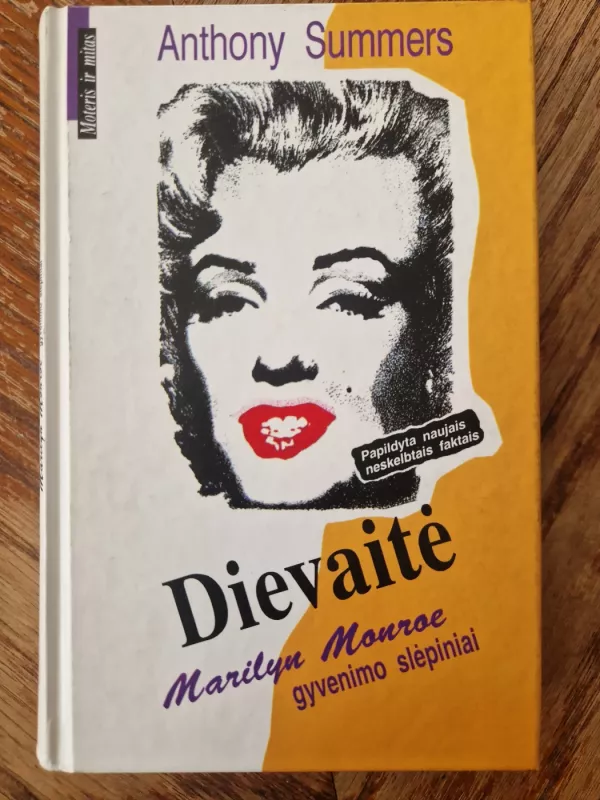 Moteris ir mitas
Anthony Summers
Papildyta naujais
neskelbtais faktais
Dievaitė
Marilyn Monroe
gyvenimo slėpiniai